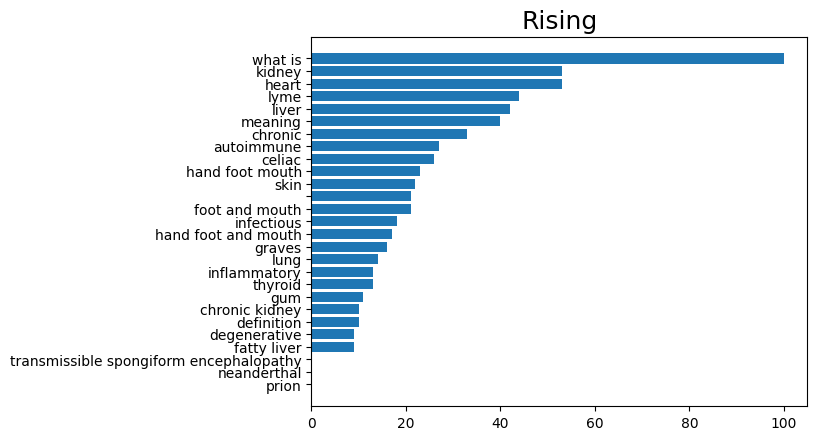 Rising
what is
kidney
heart
lyme
liver
meaning
chronic
autoimmune
celiac
hand foot mouth
skin
foot and mouth
infectious
hand foot and mouth
graves
lung
inflammatory
thyroid
gum
chronic kidney
definition
degenerative
fatty liver
transmissible spongiform encephalopathy
neanderthal
prion
0 20 40 60 80 100